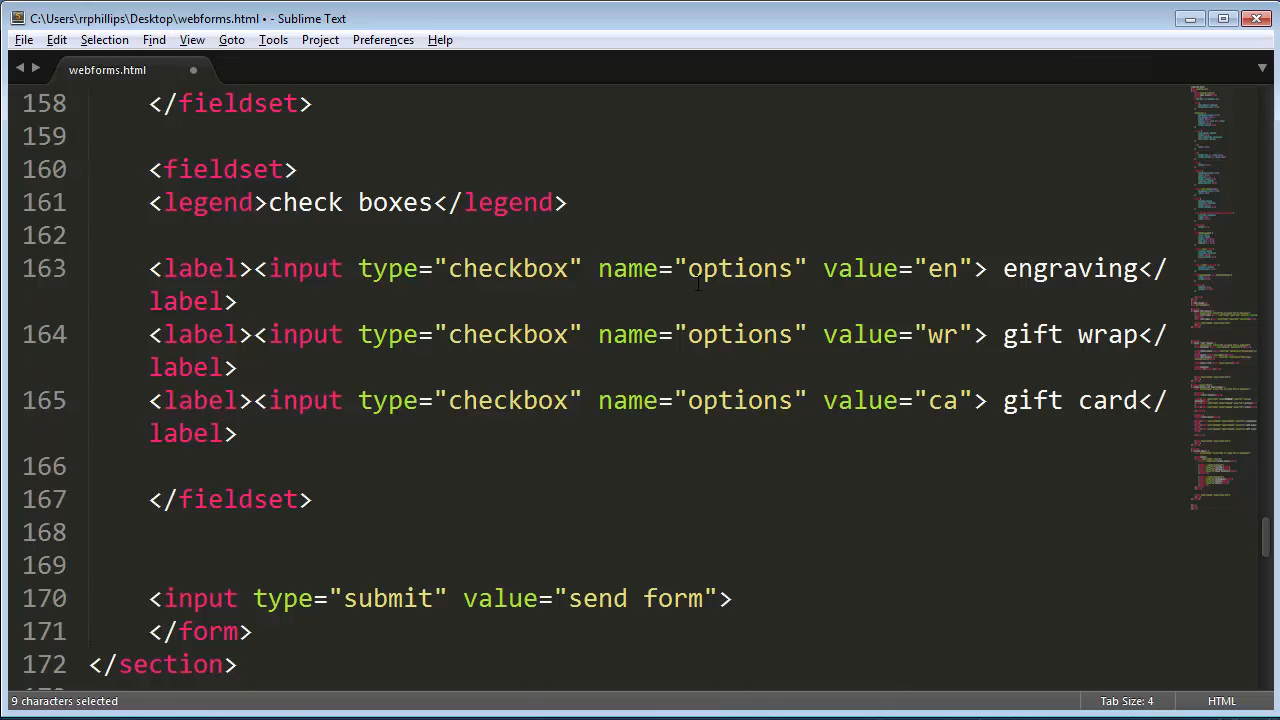 C:\Users\rrphillips\Desktop\webforms.html • - Sublime Text
File Edit Selection Find View Goto Tools Project Preferences Help
webforms.html
158 </fieldset>
159
160 <fieldset>
161 <legend>check boxes</legend>
162
163 <label><input type="checkbox" name="options" value="en"> engraving</
label>
164 <label><input type="checkbox" name="options" value="wr"> gift wrap</
label>
165 <label><input type="checkbox" name="options" value="ca"> gift card</
label>
166
167 </fieldset>
168
169
170 <input type="submit" value="send form">
171 </form>
172 </section>
9 characters selected Tab Size: 4 HTML